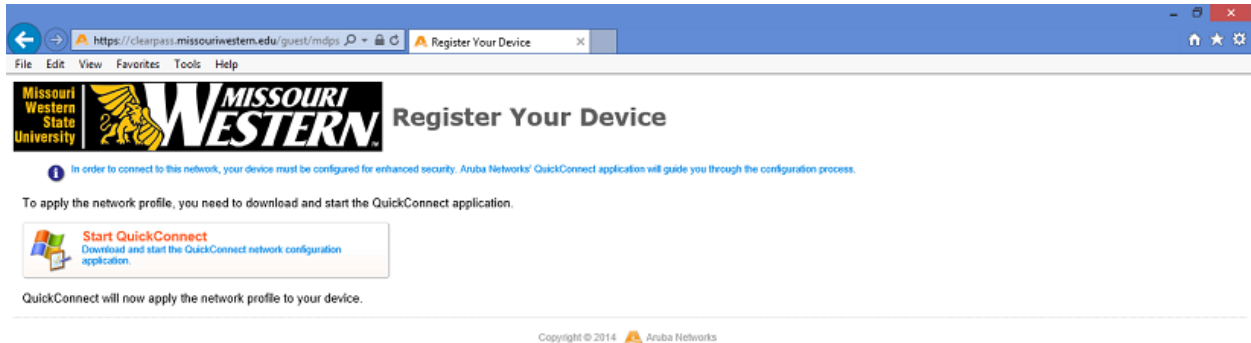 https://clearpass.missouriwestern.edu/guest/mdps
Register Your Device
File Edit View Favorites Tools Help
Missouri
Western
State
University
MISSOURI
WESTERN
Register Your Device
In order to connect to this network, your device must be configured for enhanced security. Aruba Networks' QuickConnect application will guide you through the configuration process.
To apply the network profile, you need to download and start the QuickConnect application.
Start QuickConnect
Download and start the QuickConnect network configuration
application.
QuickConnect will now apply the network profile to your device.
Copyright © 2014 Aruba Networks